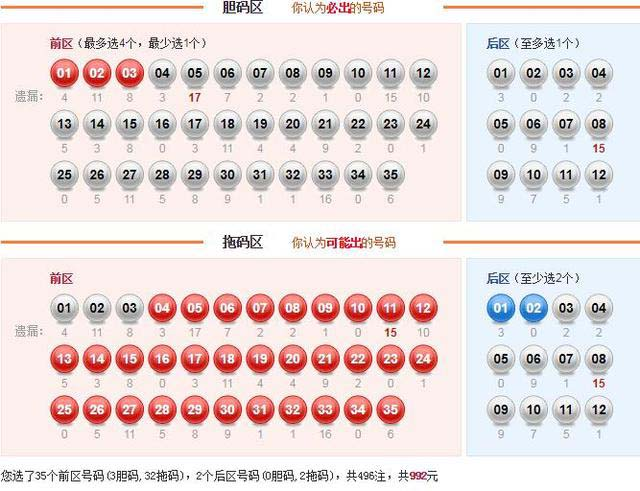 胆码区 你认为必出的号码
前区（最多选4个，最少选1个） 后区（至多选1个）
01 02 03 04 05 06 07 08 09 10 11 12 01 02 03 04
遗漏： 4 11 8 3 17 7 2 2 1 0 15 10 3 0 2 2
13 14 15 16 17 18 19 20 21 22 23 24 05 06 07 08
5 3 8 0 3 11 4 4 9 2 0 1 0 9 1 15
25 26 27 28 29 30 31 32 33 34 35 09 10 11 12
0 5 11 5 8 9 1 1 16 0 6 9 7 5 1
拖码区 你认为可能出的号码
前区 后区（至少选2个）
01 02 03 04 05 06 07 08 09 10 11 12 01 02 03 04
遗漏： 4 11 8 3 17 7 2 2 1 0 15 10 3 0 2 2
13 14 15 16 17 18 19 20 21 22 23 24 05 06 07 08
5 3 8 0 3 11 4 4 9 2 0 1 0 9 1 15
25 26 27 28 29 30 31 32 33 34 35 09 10 11 12
0 5 11 5 8 9 1 1 16 0 6 9 7 5 1
您选了35个前区号码(3胆码,32拖码)，2个后区号码(0胆码,2拖码)，共496注，共992元